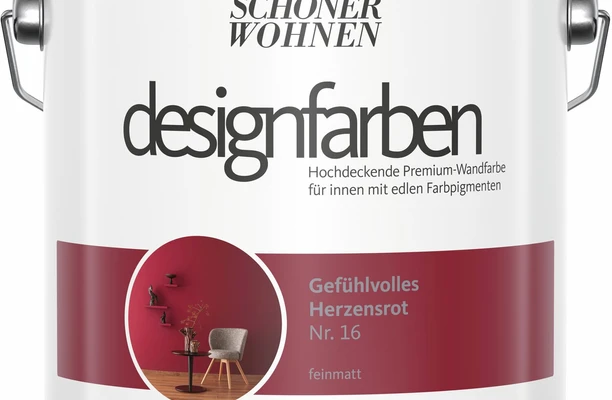 SCHÖNER
WOHNEN
designfarben
Hochdeckende Premium-Wandfarbe
für innen mit edlen Farbpigmenten
Gefühlvolles
Herzensrot
Nr. 16
feinmatt